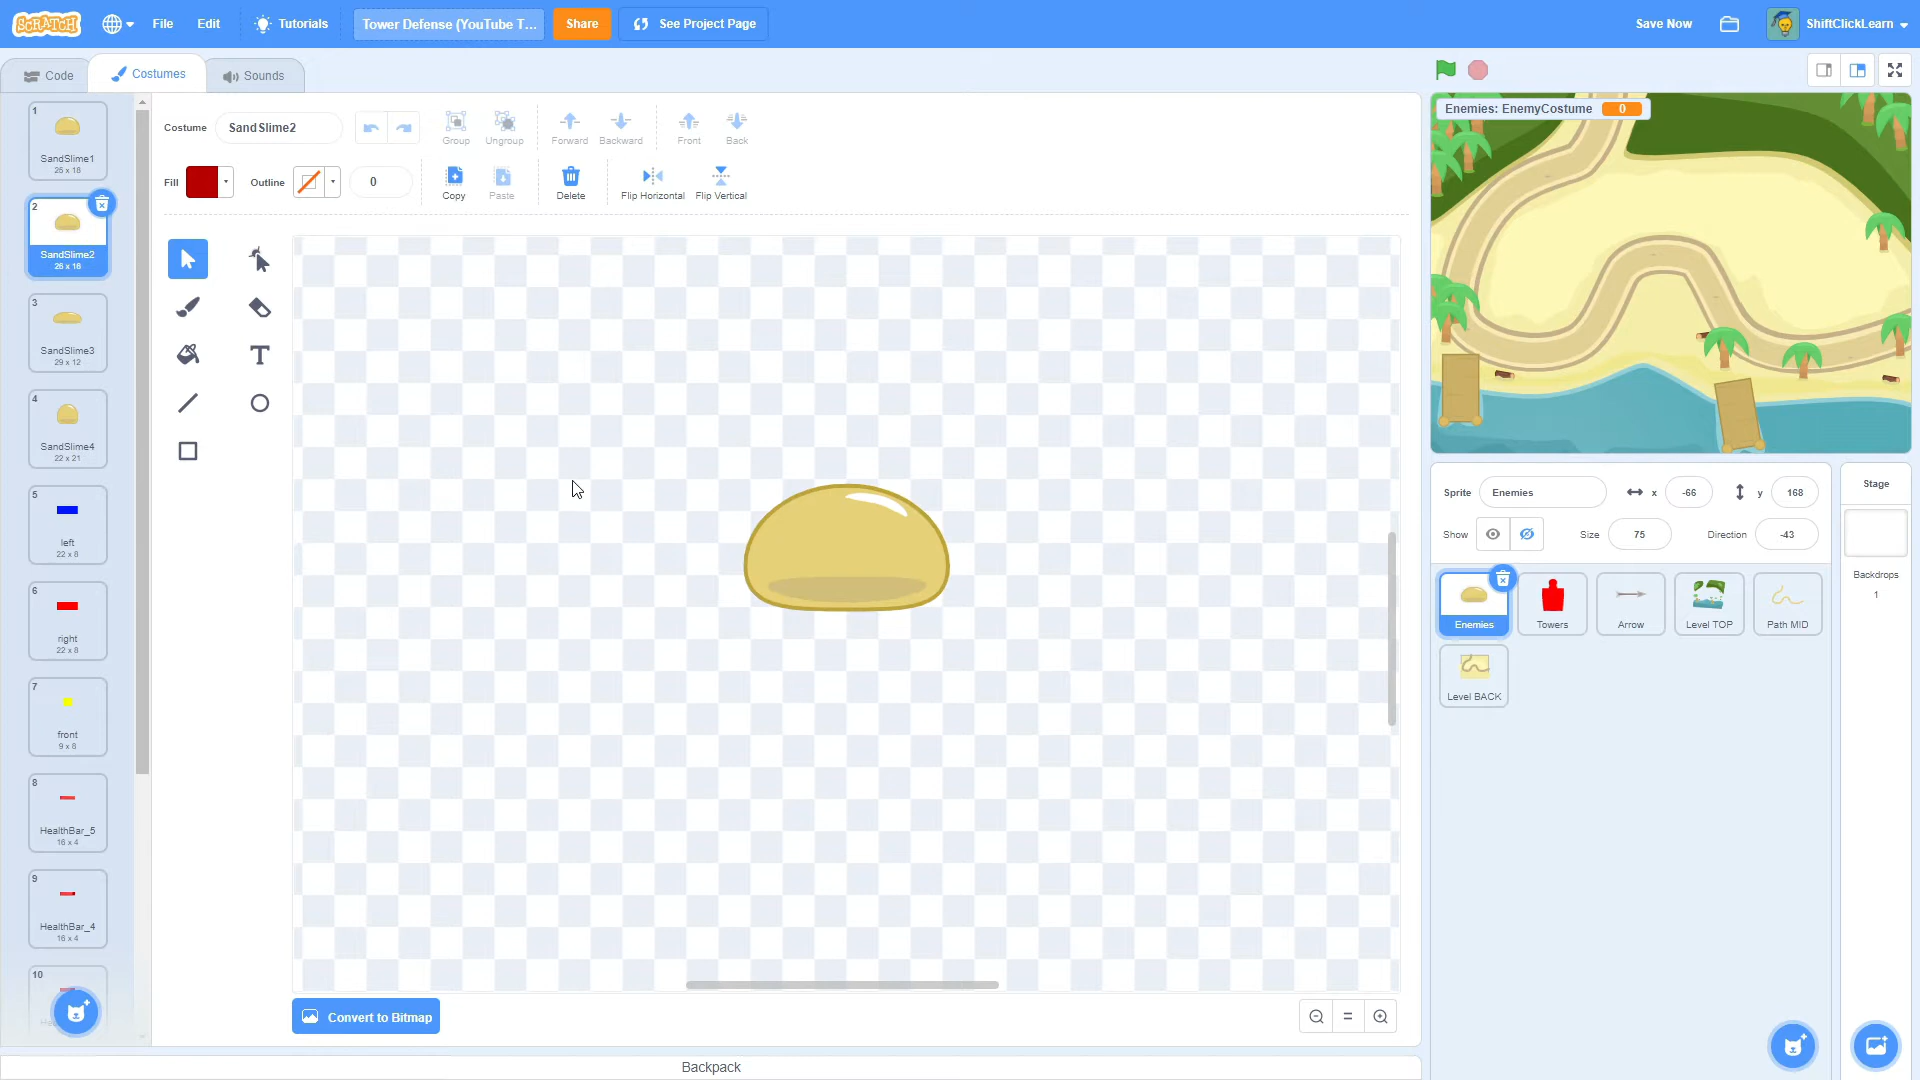 SCRATCH
File
Edit
Tutorials
Tower Defense (YouTube T...
Share
See Project Page
Save Now
ShiftClickLearn
Code
Costumes
Sounds
1
SandSlime1
26 x 18
2
SandSlime2
26 x 18
3
SandSlime3
29 x 12
4
SandSlime4
22 x 21
5
left
22 x 8
6
right
22 x 8
7
front
9 x 8
8
HealthBar_5
16 x 4
9
HealthBar_4
16 x 4
10
Costume
SandSlime2
Group
Ungroup
Forward
Backward
Front
Back
Fill
Outline
0
Copy
Paste
Delete
Flip Horizontal
Flip Vertical
Convert to Bitmap
Backpack
Enemies: EnemyCostume 0
Sprite
Enemies
x
-66
y
168
Show
Size
75
Direction
-43
Enemies
Towers
Arrow
Level TOP
Path MID
Level BACK
Stage
Backdrops
1